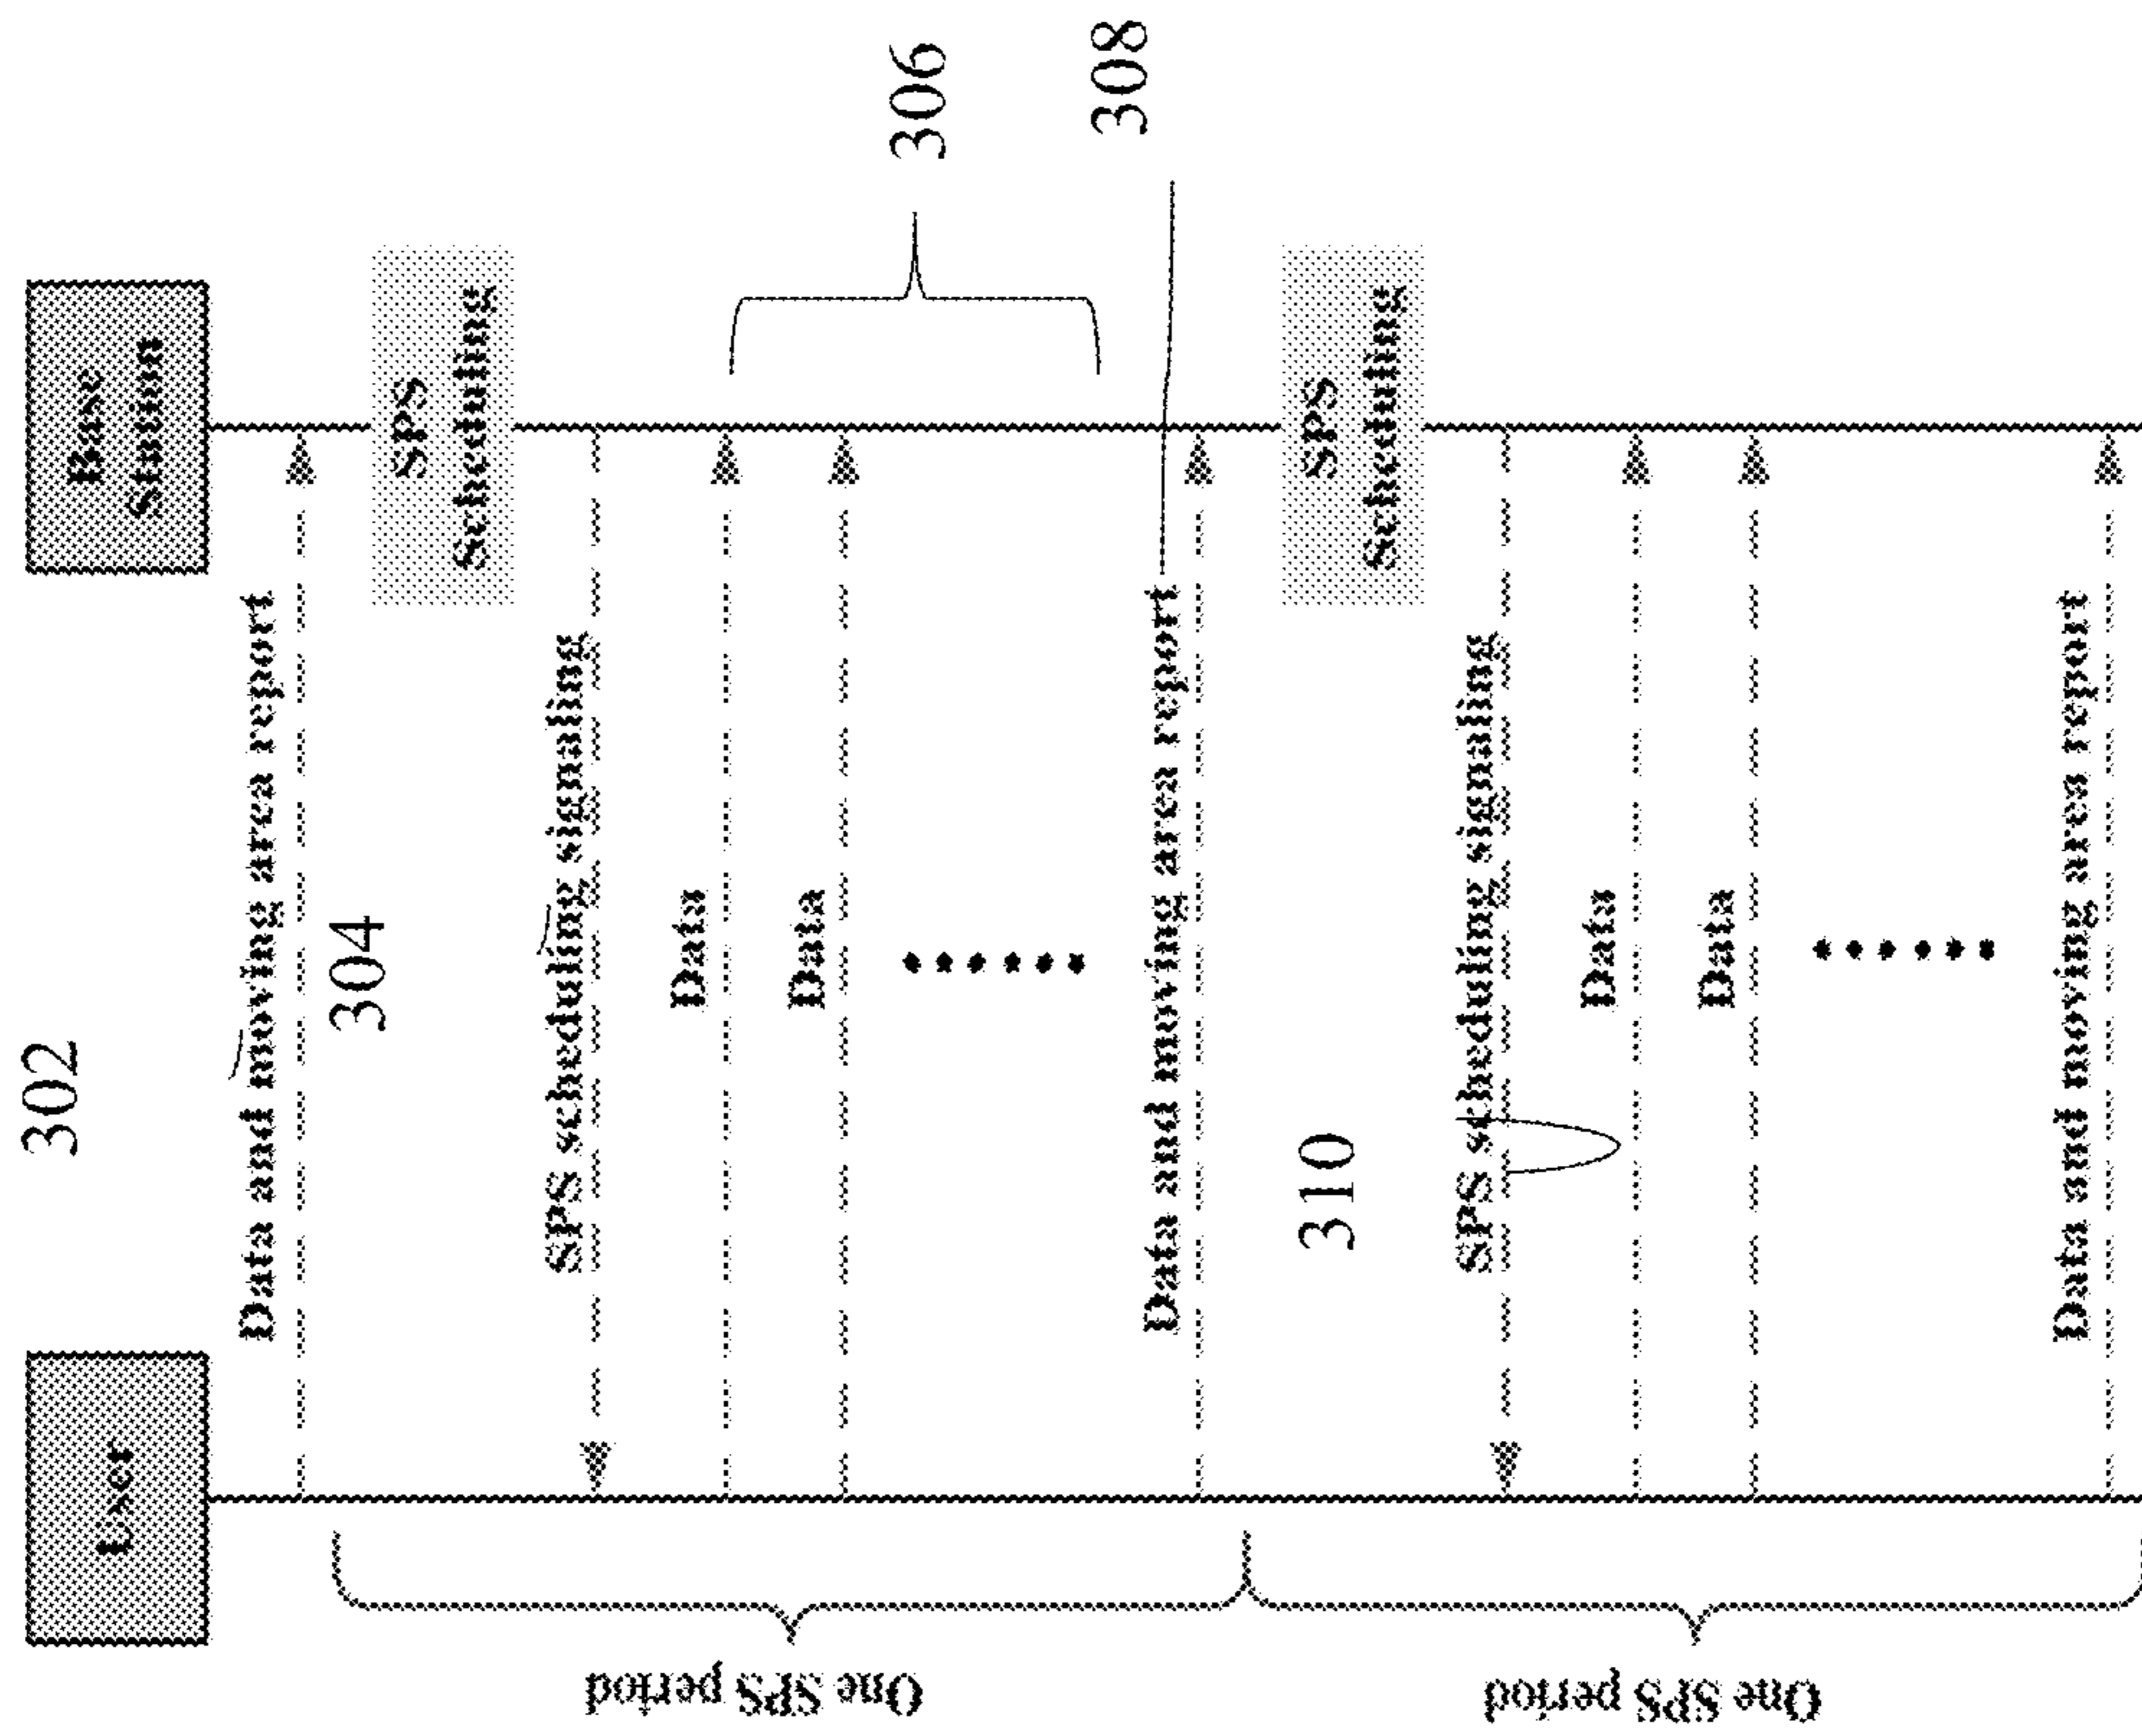 302
User
Base
Station
Data and moving area report
304
SPS
Scheduling
SPS scheduling signaling
Data
Data
306
One SPS period
Data and moving area report
308
310
SPS
Scheduling
SPS scheduling signaling
Data
Data
One SPS period
Data and moving area report